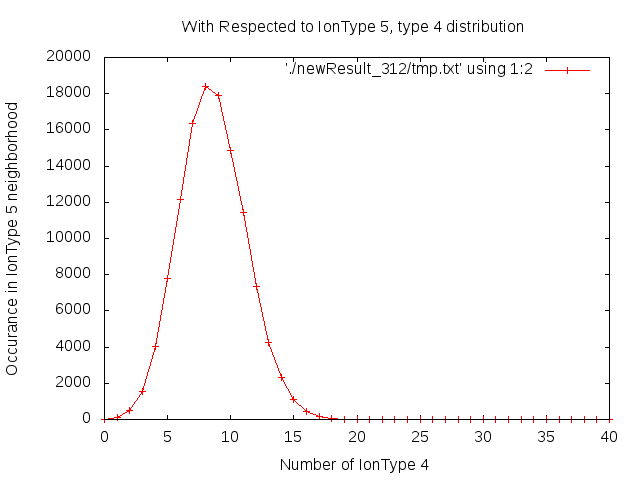 With Respected to IonType 5, type 4 distribution
'./newResult_312/tmp.txt' using 1:2
20000
18000
16000
14000
12000
10000
8000
6000
4000
2000
0
0 5 10 15 20 25 30 35 40
Occurance in IonType 5 neighborhood
Number of IonType 4